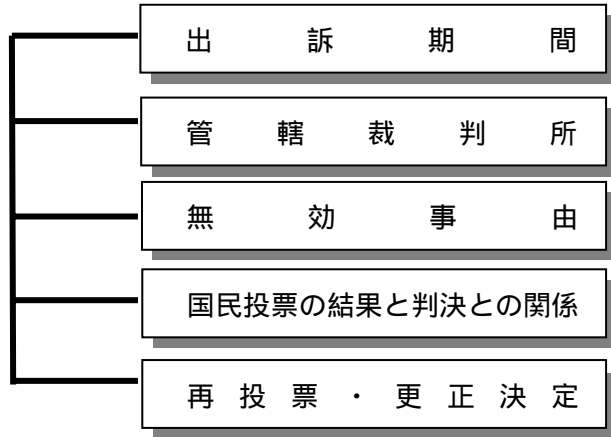 出訴期間
管轄裁判所
無効事由
国民投票の結果と判決との関係
再投票・更正決定